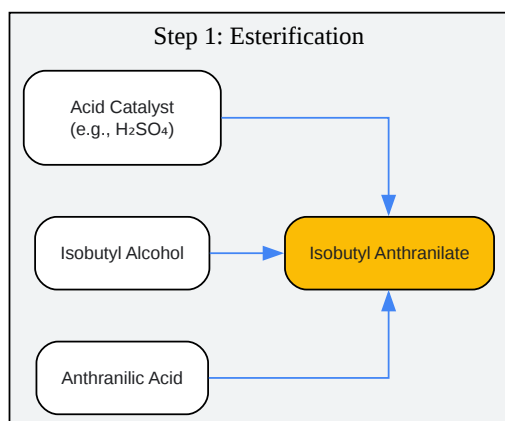 Step 1: Esterification
Acid Catalyst
(e.g., H₂SO₄)
Isobutyl Alcohol
Isobutyl Anthranilate
Anthranilic Acid